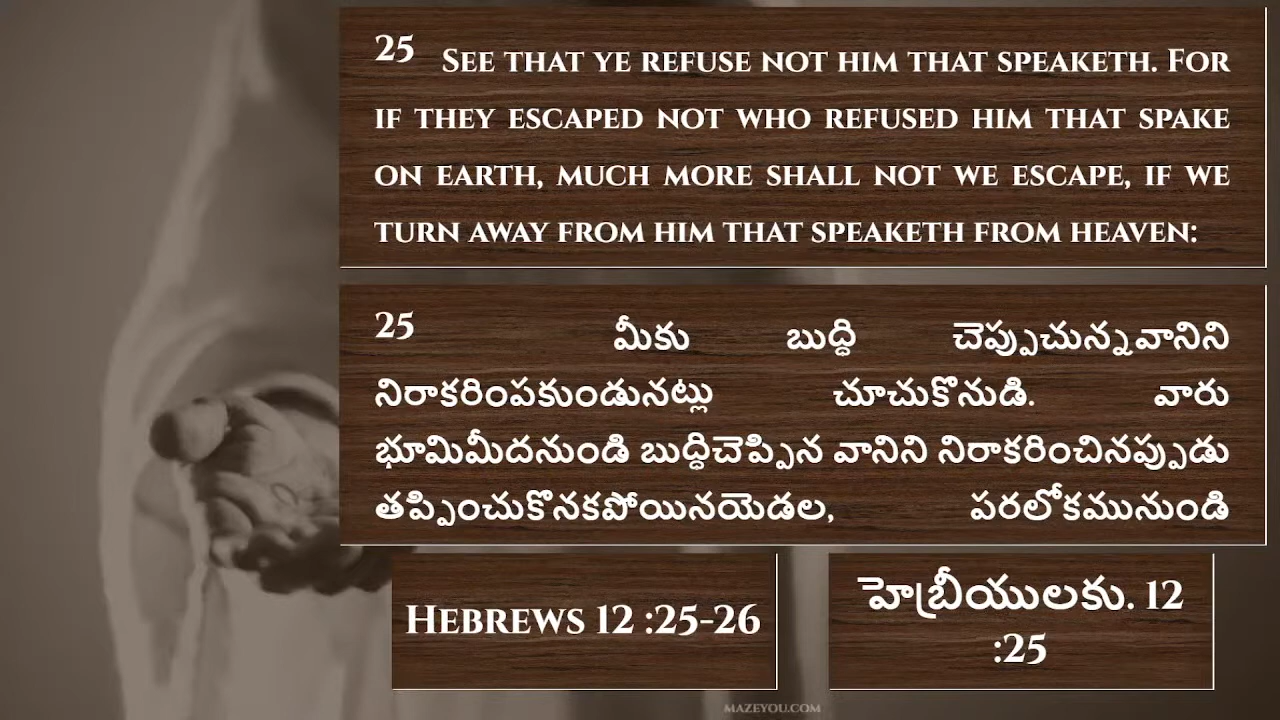 25 See that ye refuse not him that speaketh. For
if they escaped not who refused him that spake
on earth, much more shall not we escape, if we
turn away from him that speaketh from heaven:
25 మీకు బుద్ధి చెప్పుచున్నవానిని
నిరాకరింపకుండునట్లు చూచుకొనుడి. వారు
భూమిమీదనుండి బుద్ధిచెప్పిన వానిని నిరాకరించినప్పుడు
తప్పించుకొనకపోయినయెడల, పరలోకమునుండి
Hebrews 12 :25-26
హెబ్రీయులకు. 12
:25
MAZEYOU.COM